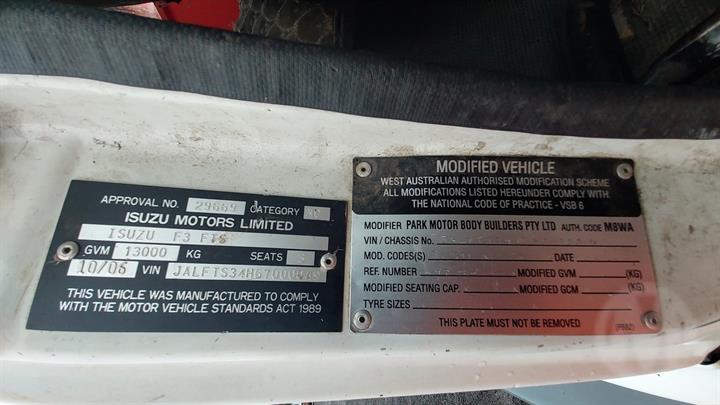 APPROVAL NO. 29669 CATEGORY
ISUZU MOTORS LIMITED
ISUZU F3 FTS
GVM 13000 KG SEATS
10/06 VIN
THIS VEHICLE WAS MANUFACTURED TO COMPLY
WITH THE MOTOR VEHICLE STANDARDS ACT 1989
MODIFIED VEHICLE
WEST AUSTRALIAN AUTHORISED MODIFICATION SCHEME
ALL MODIFICATIONS LISTED HEREUNDER COMPLY WITH
THE NATIONAL CODE OF PRACTICE - VSB 6
MODIFIER PARK MOTOR BODY BUILDERS PTY LTD AUTH. CODE M8WA
VIN / CHASSIS NO.
MOD. CODE(S) DATE
REF. NUMBER MODIFIED GVM (KG)
MODIFIED SEATING CAP. MODIFIED GCM (KG)
TYRE SIZES
THIS PLATE MUST NOT BE REMOVED